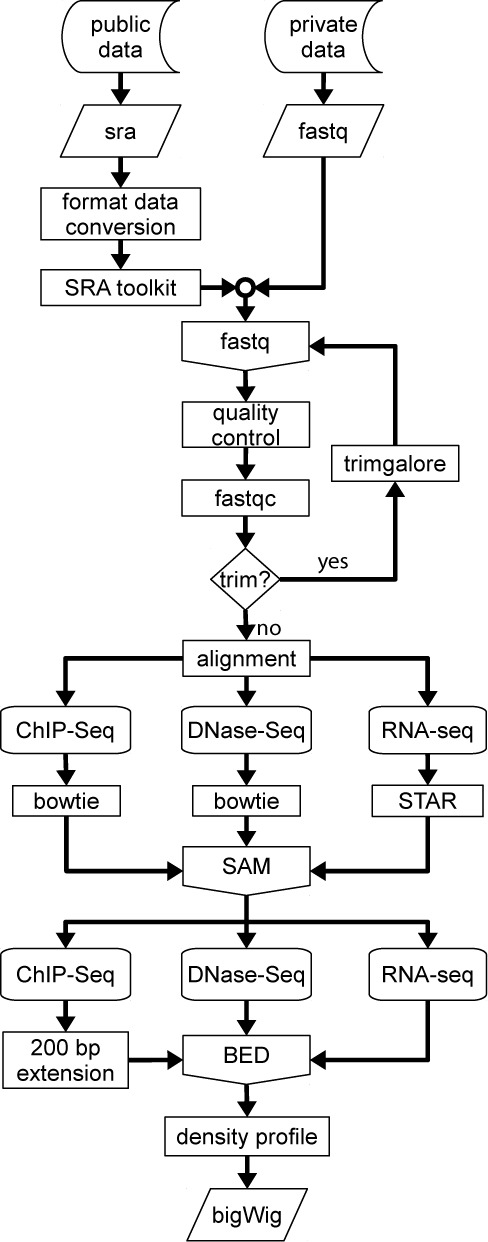 public
data
private
data
sra
fastq
format data
conversion
SRA toolkit
fastq
quality
control
trimgalore
fastqc
yes
trim?
no
alignment
ChIP-Seq
DNase-Seq
RNA-seq
bowtie
bowtie
STAR
SAM
ChIP-Seq
DNase-Seq
RNA-seq
200 bp
extension
BED
density profile
bigWig